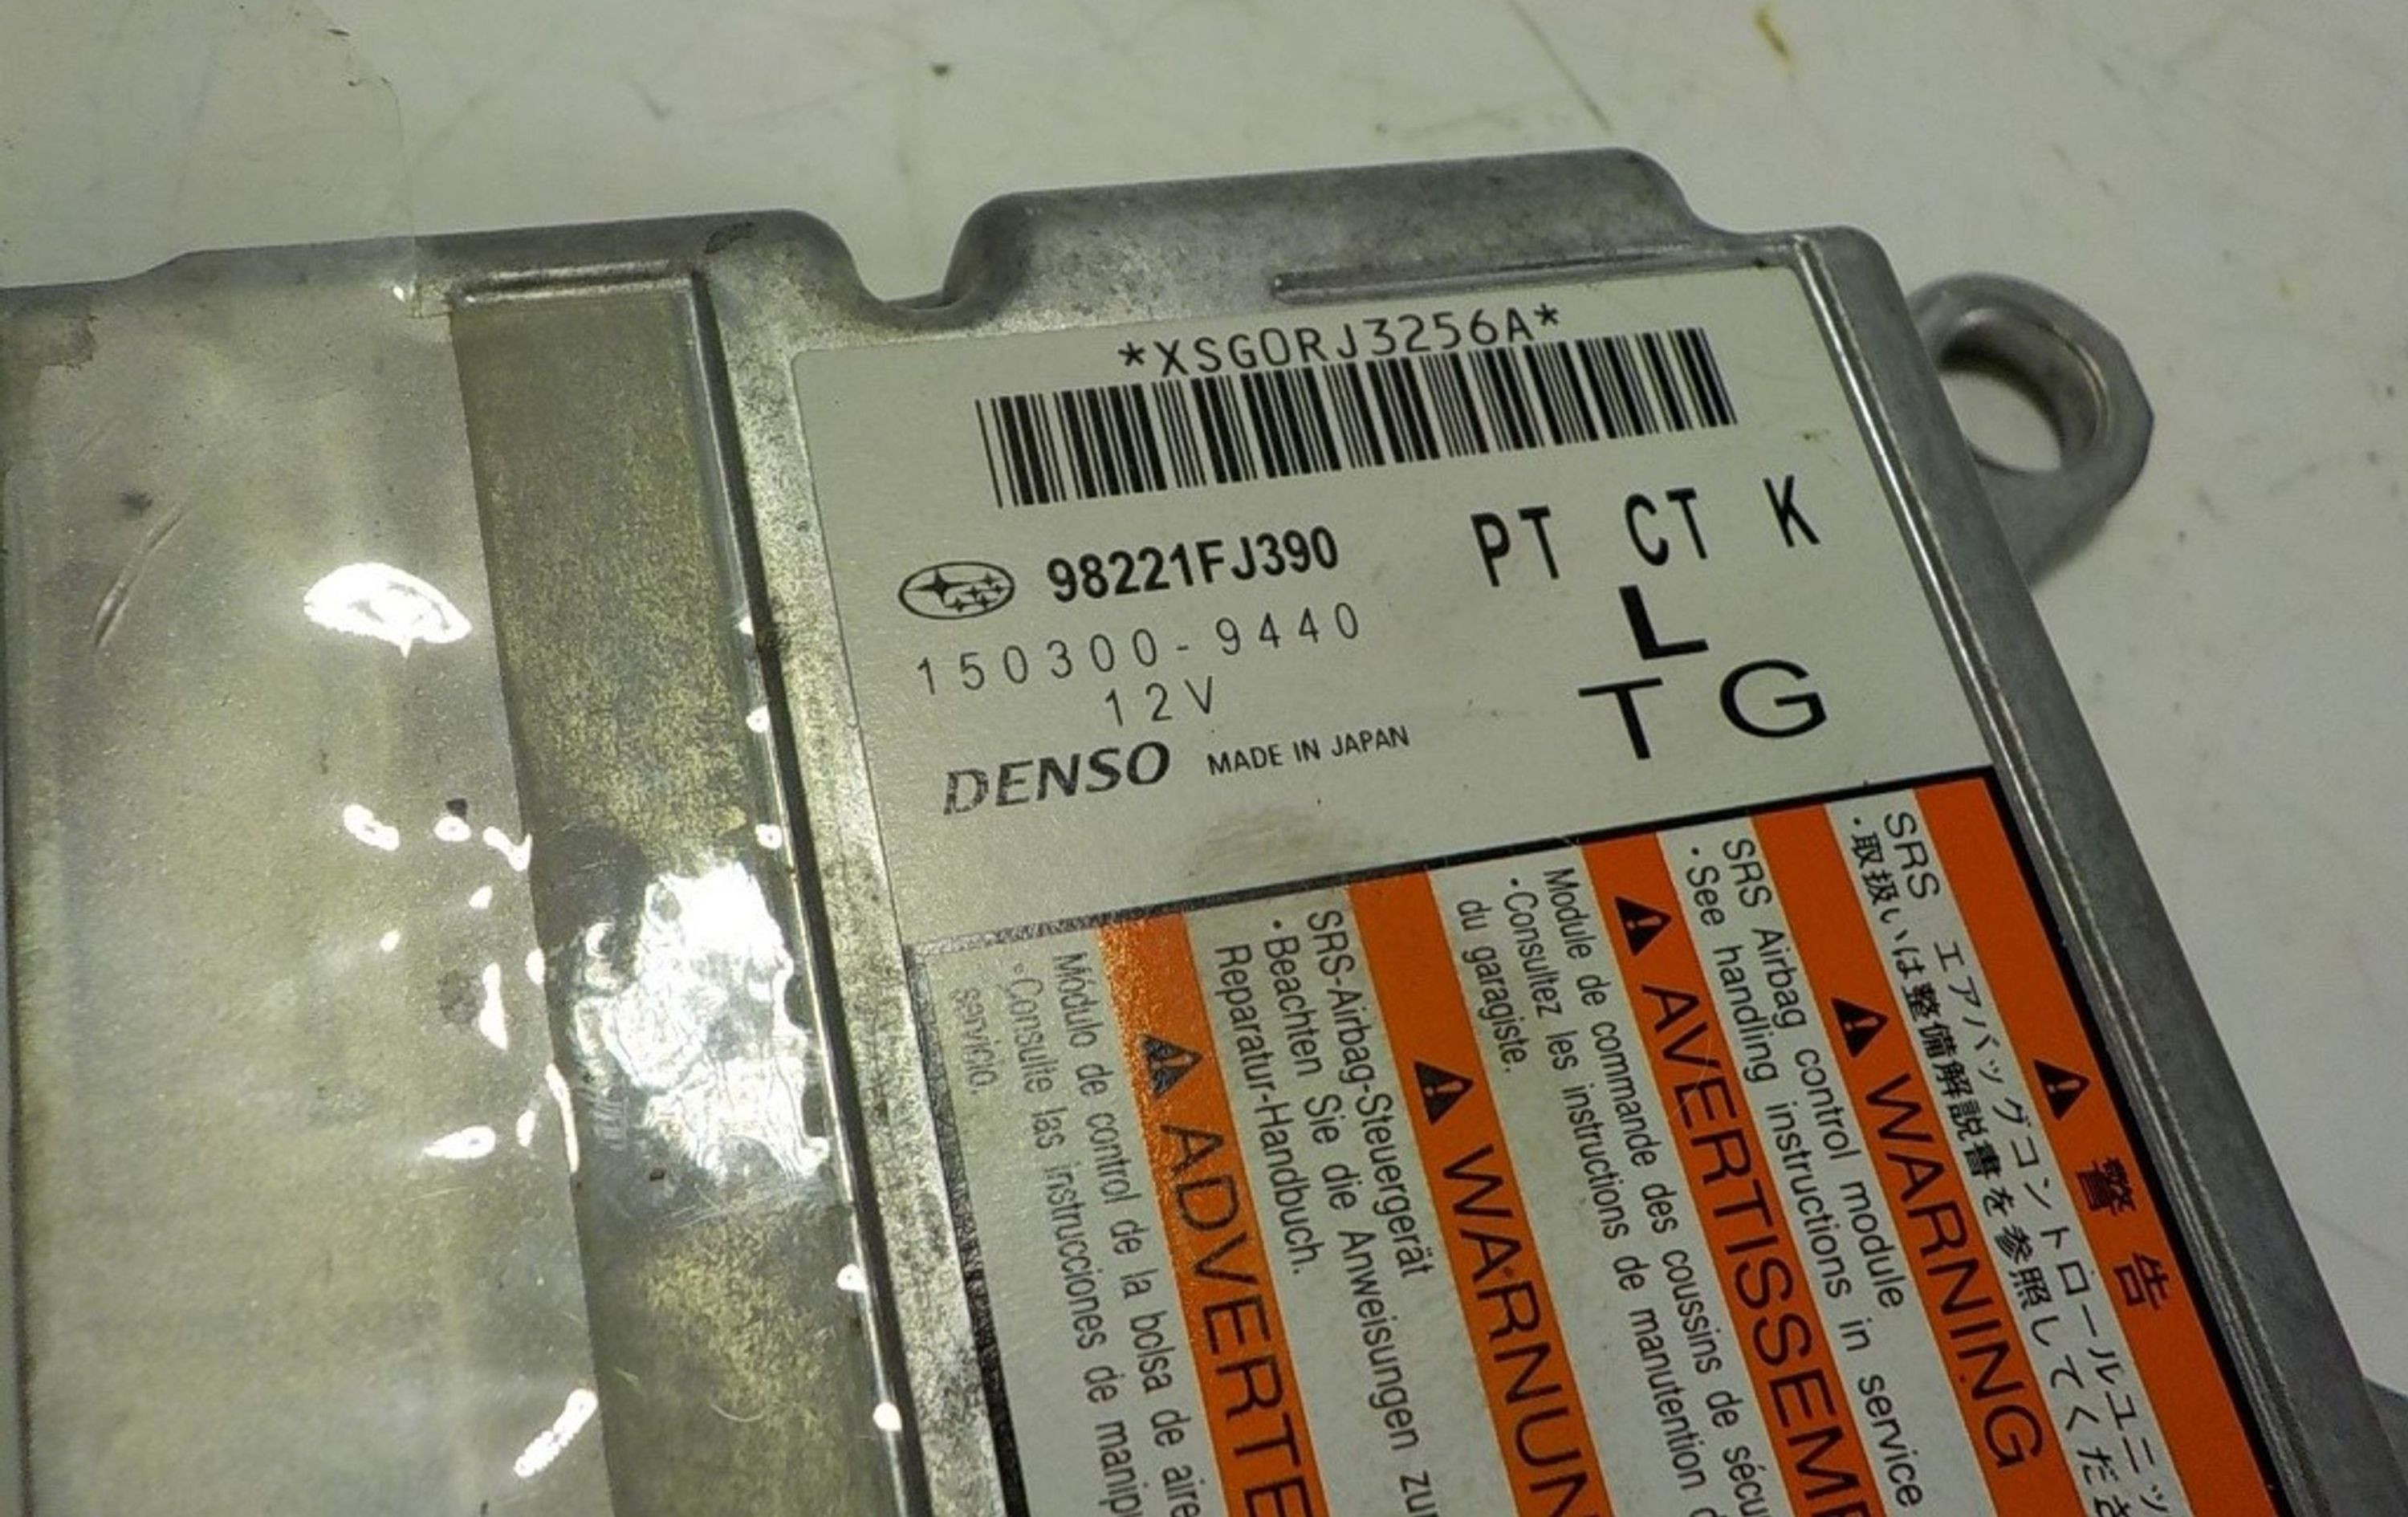 *XSG0RJ3256A*
98221FJ390
PT CT K
150300-9440
L
12V
T G
DENSO MADE IN JAPAN
警告
SRS エアバッグコントロールユニッ
・取扱いは整備解説書を参照してくださ
WARNING
SRS Airbag control module
・See handling instructions in service
AVERTISSEM
Module de commande des coussins de sécu
・Consultez les instructions de manutention d
du garagiste.
WARNUN
SRS-Airbag-Steuergerät
・Beachten Sie die Anweisungen zur
Reparatur-Handbuch.
ADVERTE
Módulo de control de la bolsa de aire
・Consulte las instrucciones de manipu
servicio.